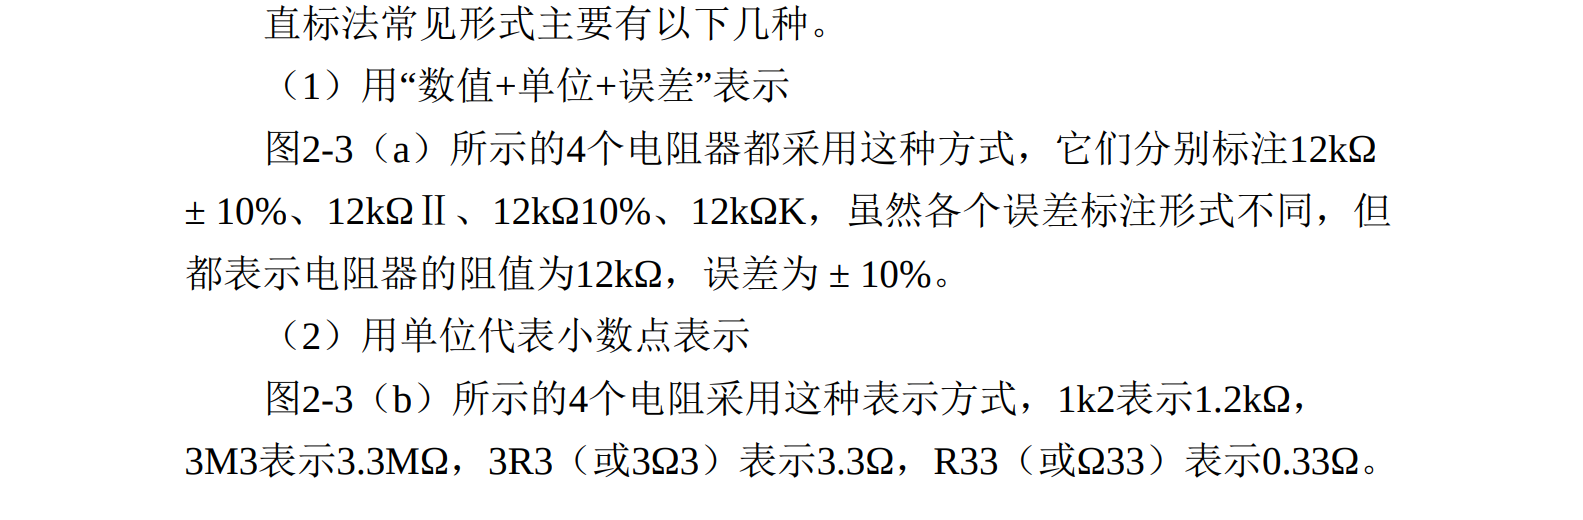 直标法常见形式主要有以下几种。
（1）用“数值+单位+误差”表示
图2-3（a）所示的4个电阻器都采用这种方式，它们分别标注12kΩ
± 10%、12kΩⅡ、12kΩ10%、12kΩK，虽然各个误差标注形式不同，但
都表示电阻器的阻值为12kΩ，误差为 ± 10%。
（2）用单位代表小数点表示
图2-3（b）所示的4个电阻采用这种表示方式，1k2表示1.2kΩ，
3M3表示3.3MΩ，3R3（或3Ω3）表示3.3Ω，R33（或Ω33）表示0.33Ω。